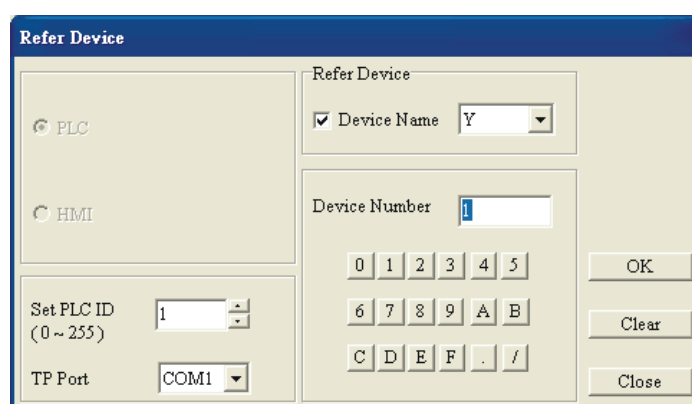 Refer Device
PLC
HMI
Set PLC ID
(0 ~ 255)
1
TP Port
COM1
Refer Device
Device Name
Y
Device Number
1
0 1 2 3 4 5
6 7 8 9 A B
C D E F . /
OK
Clear
Close